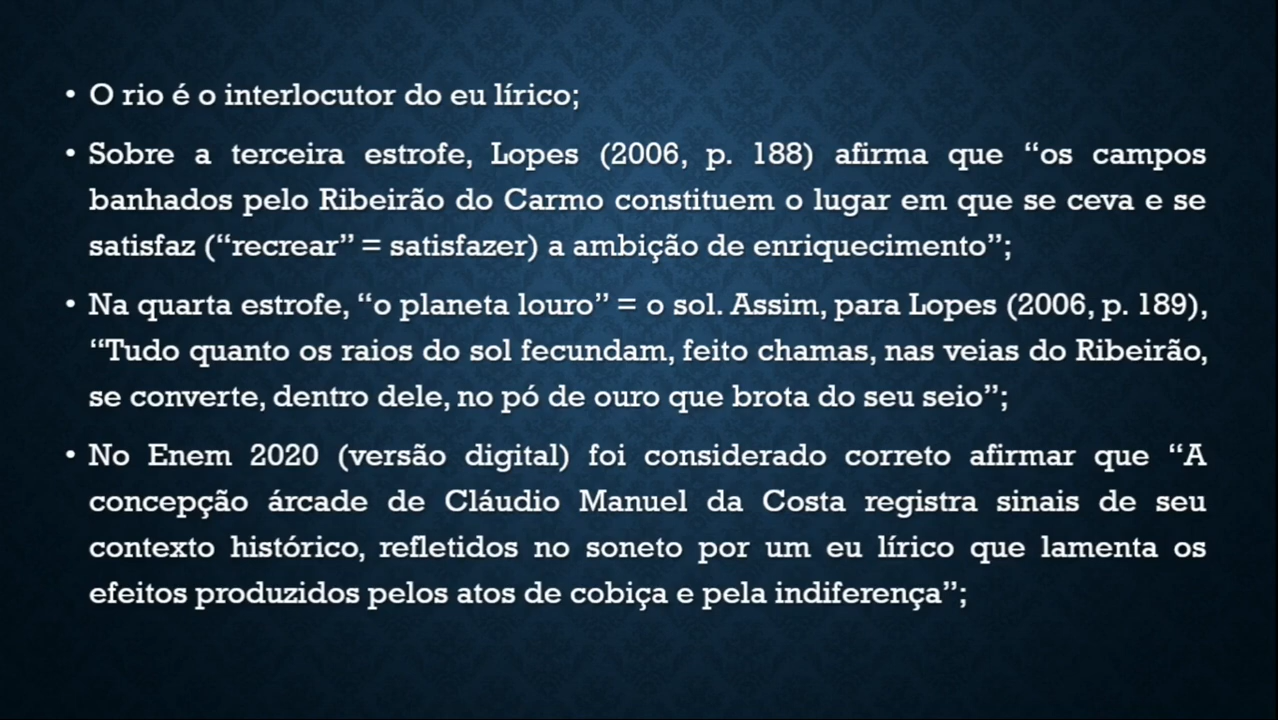 • O rio é o interlocutor do eu lírico;
• Sobre a terceira estrofe, Lopes (2006, p. 188) afirma que “os campos
banhados pelo Ribeirão do Carmo constituem o lugar em que se ceva e se
satisfaz (“recrear” = satisfazer) a ambição de enriquecimento”;
• Na quarta estrofe, “o planeta louro” = o sol. Assim, para Lopes (2006, p. 189),
“Tudo quanto os raios do sol fecundam, feito chamas, nas veias do Ribeirão,
se converte, dentro dele, no pó de ouro que brota do seu seio”;
• No Enem 2020 (versão digital) foi considerado correto afirmar que “A
concepção árcade de Cláudio Manuel da Costa registra sinais de seu
contexto histórico, refletidos no soneto por um eu lírico que lamenta os
efeitos produzidos pelos atos de cobiça e pela indiferença”;